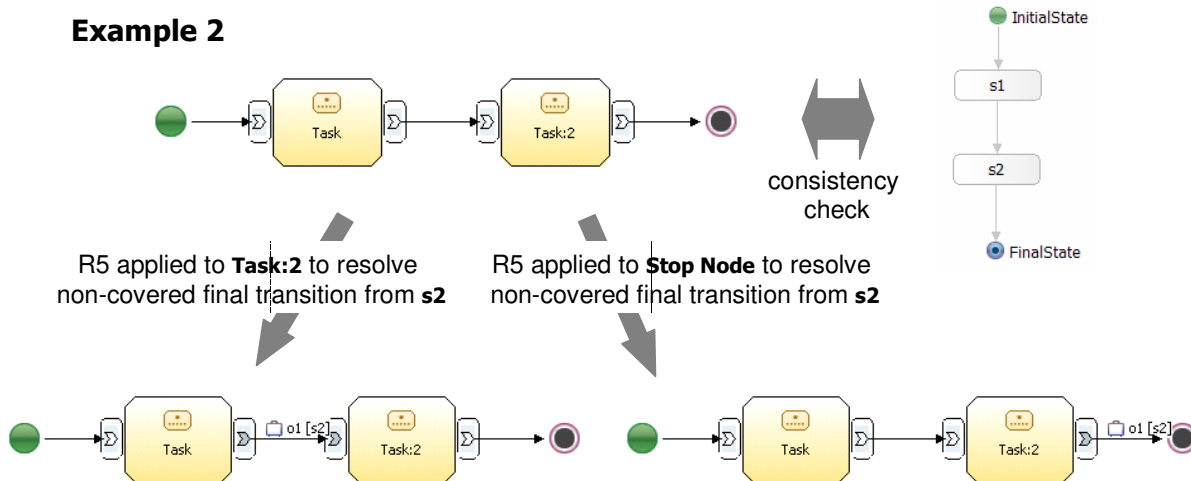 Example 2
InitialState
s1
Task
Task:2
s2
consistency
check
FinalState
R5 applied to Task:2 to resolve
non-covered final transition from s2
R5 applied to Stop Node to resolve
non-covered final transition from s2
o1 [s2]
Task
Task:2
o1 [s2]
Task
Task:2